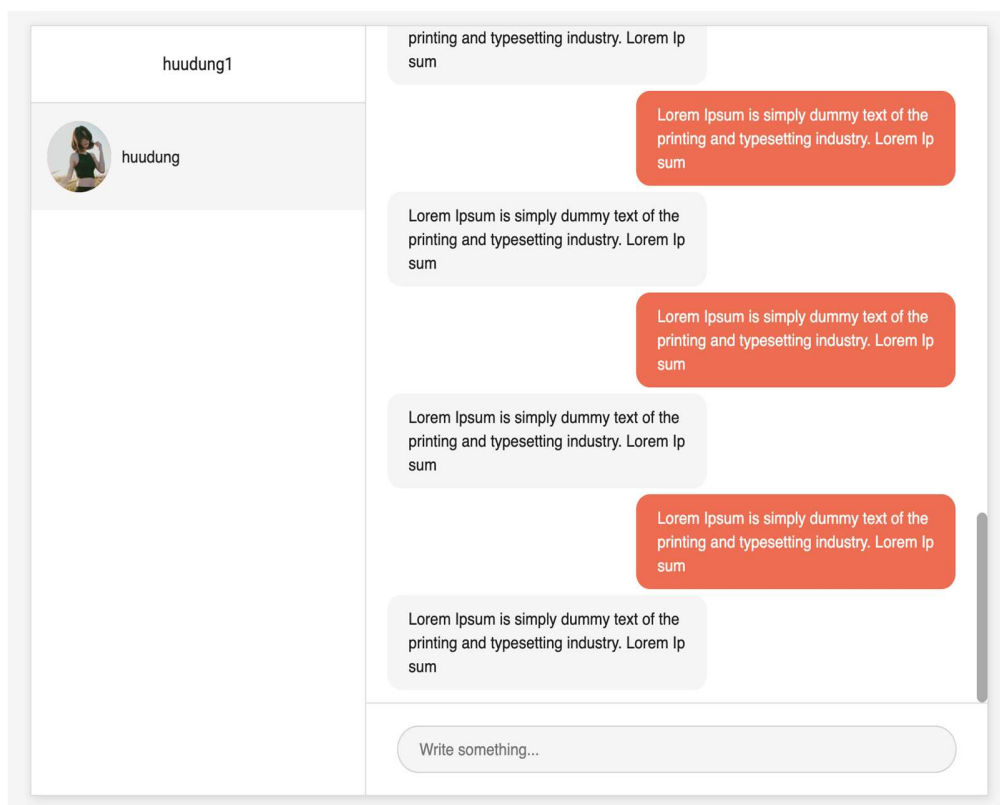 huudung1
huudung
printing and typesetting industry. Lorem Ip
sum
Lorem Ipsum is simply dummy text of the
printing and typesetting industry. Lorem Ip
sum
Lorem Ipsum is simply dummy text of the
printing and typesetting industry. Lorem Ip
sum
Lorem Ipsum is simply dummy text of the
printing and typesetting industry. Lorem Ip
sum
Lorem Ipsum is simply dummy text of the
printing and typesetting industry. Lorem Ip
sum
Lorem Ipsum is simply dummy text of the
printing and typesetting industry. Lorem Ip
sum
Lorem Ipsum is simply dummy text of the
printing and typesetting industry. Lorem Ip
sum
Write something...